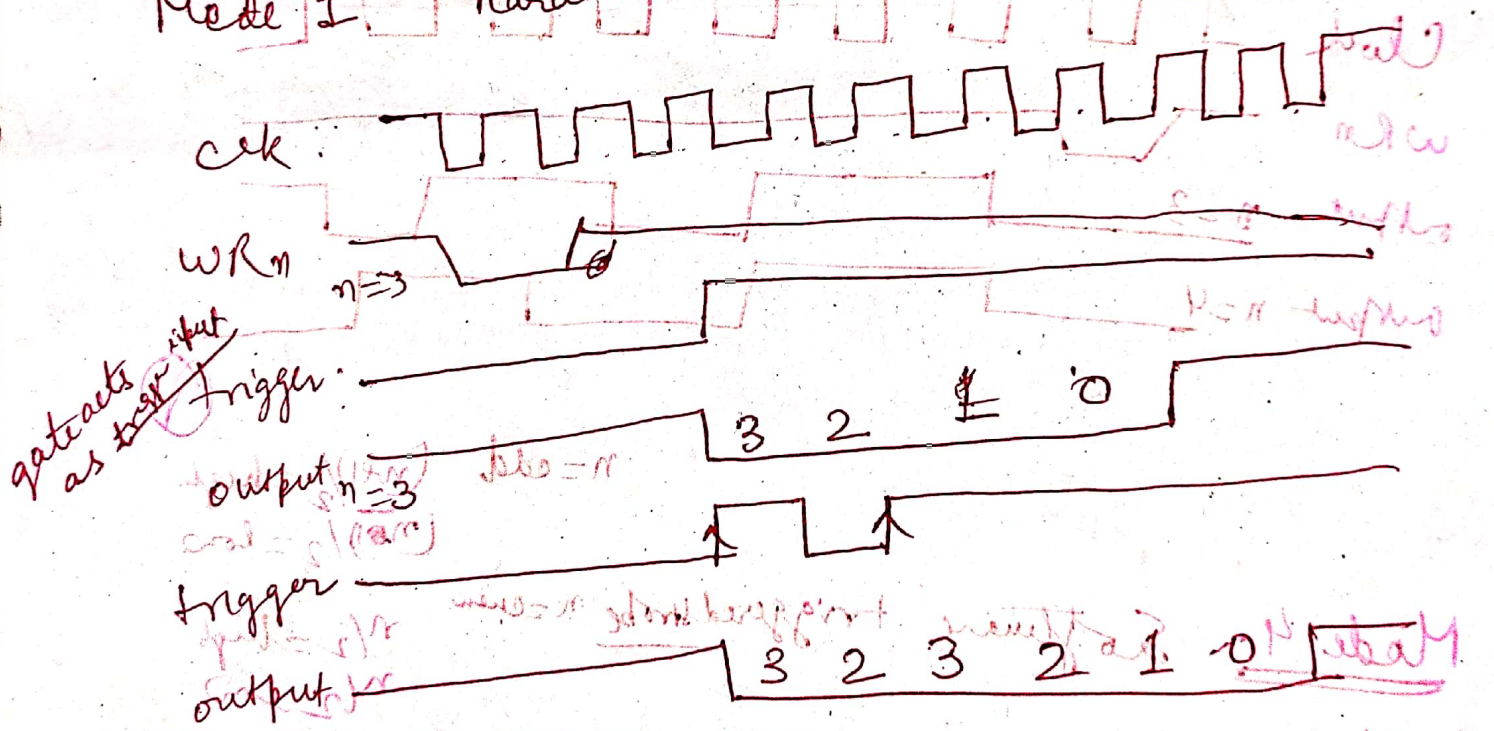 Mode 1 Hard
clk :
WRn
n=3
gate acts
as input
trigger :
3 2 1 0
output n=3
trigger
3 2 3 2 1 0
output